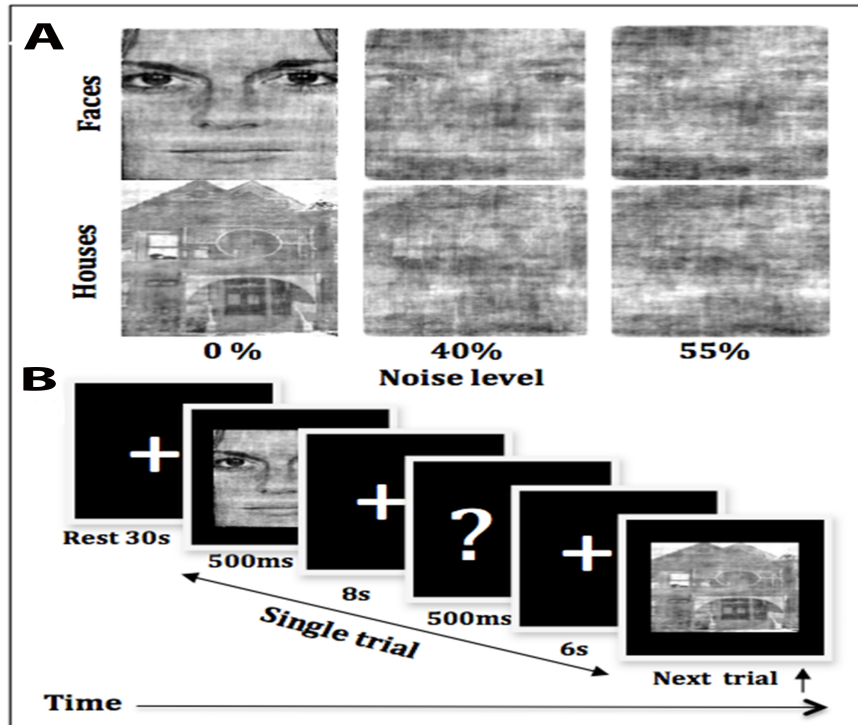 A
Faces
Houses
0 %
40%
55%
Noise level
B
+
+
?
+
Rest 30s
500ms
8s
500ms
6s
Single trial
Next trial
Time